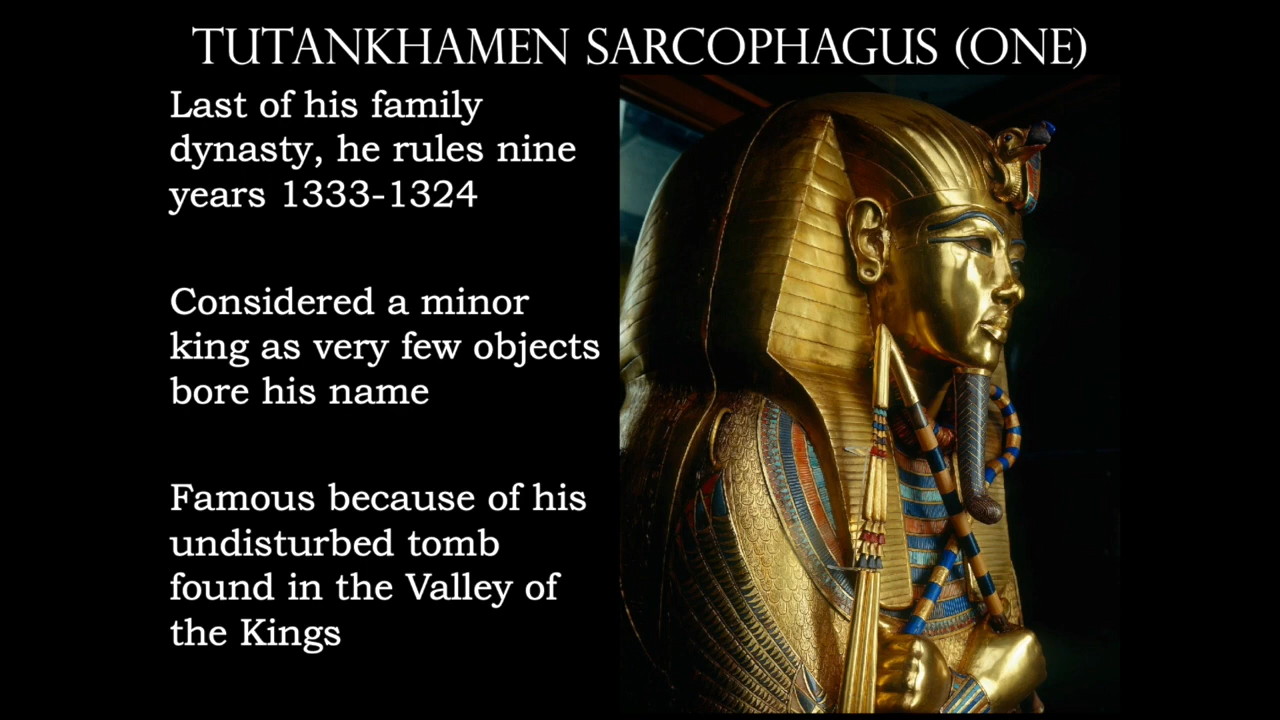 TUTANKHAMEN SARCOPHAGUS (ONE)
Last of his family
dynasty, he rules nine
years 1333-1324
Considered a minor
king as very few objects
bore his name
Famous because of his
undisturbed tomb
found in the Valley of
the Kings